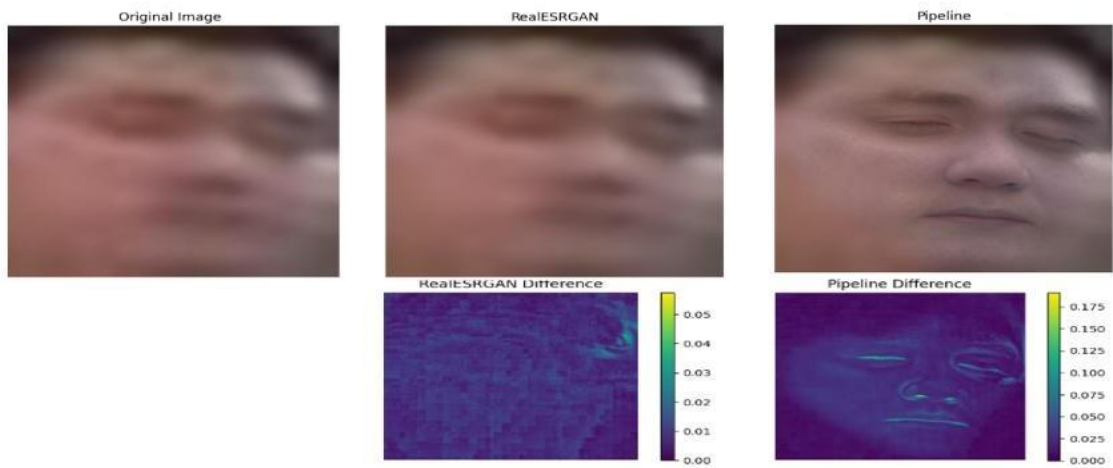 Original Image
RealESRGAN
Pipeline
RealESRGAN Difference
0.05
0.04
0.03
0.02
0.01
0.00
Pipeline Difference
0.175
0.150
0.125
0.100
0.075
0.050
0.025
0.000